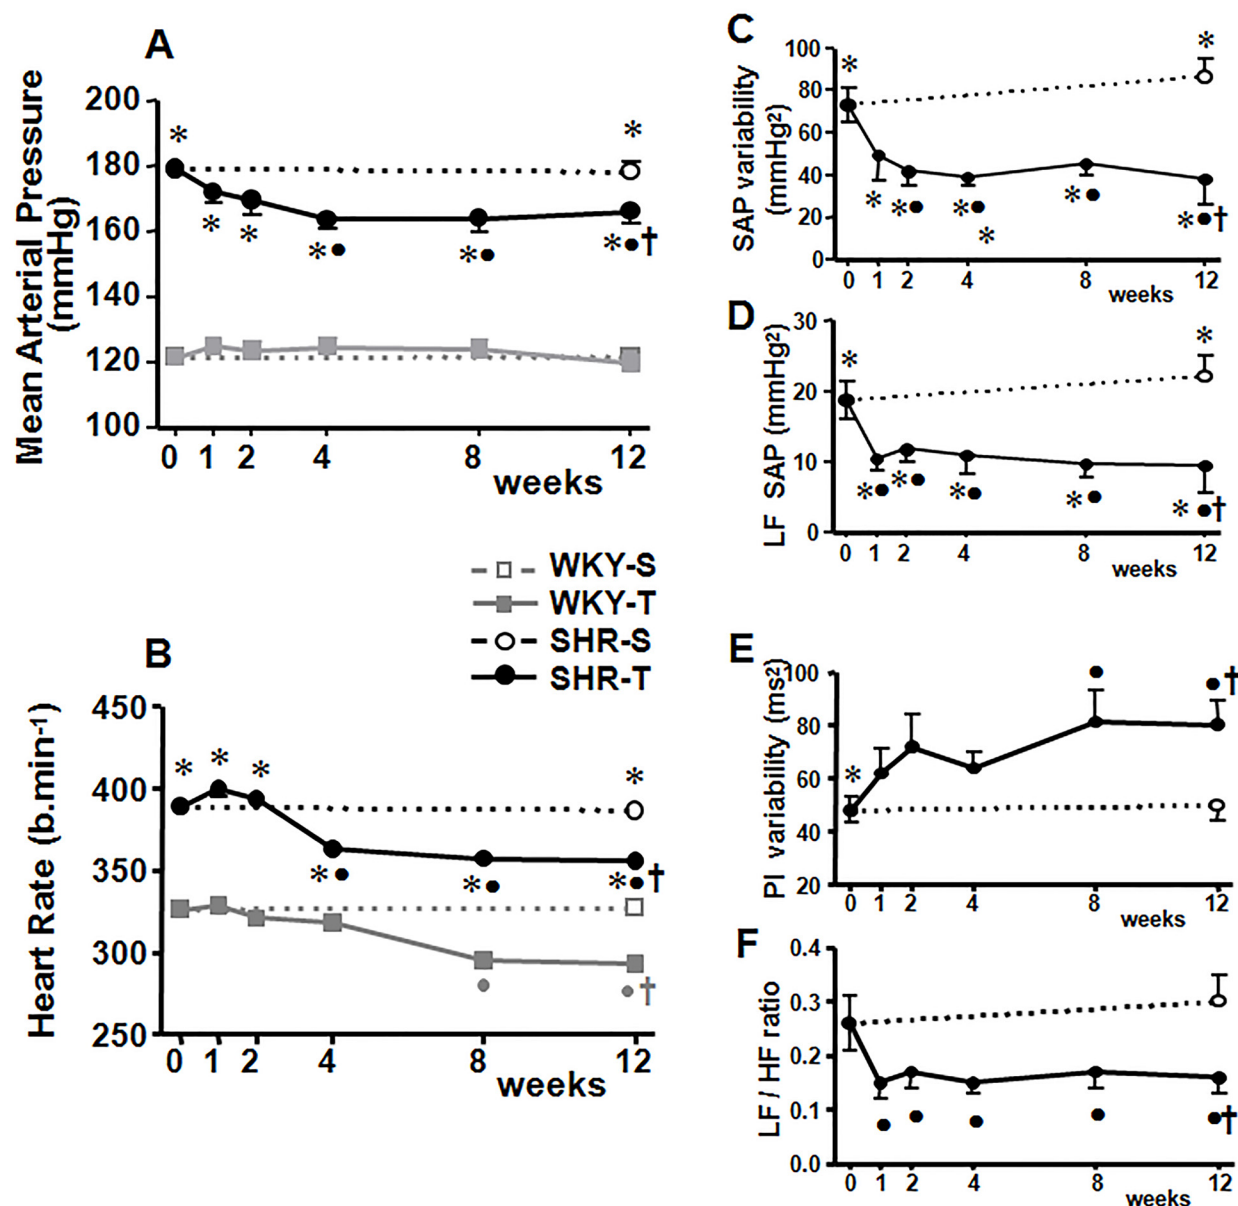 A
Mean Arterial Pressure
(mmHg)
200
180
160
140
120
100
* *
* * *● *● *●†
0 1 2 4 8 12
weeks
WKY-S
WKY-T
SHR-S
SHR-T
B
Heart Rate (b.min-1)
450
400
350
300
250
* * * *
*● *● *●†
● ●†
0 1 2 4 8 12
weeks
C
SAP variability
(mmHg²)
100
80
60
40
20
0
* *
* *● *● *● *●†
*
0 1 2 4 8 12
weeks
D
LF SAP (mmHg²)
30
20
10
0
* *
*● *● *● *● *●†
0 1 2 4 8 12
weeks
E
PI variability (ms²)
100
80
60
40
20
* ● ●†
0 1 2 4 8 12
weeks
F
LF / HF ratio
0.4
0.3
0.2
0.1
0.0
● ● ● ● ●†
0 1 2 4 8 12
weeks